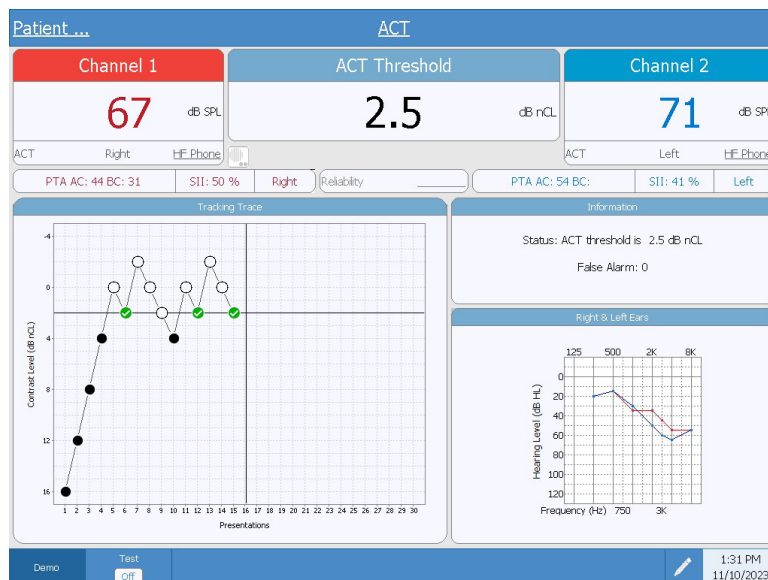 Patient ... ACT
Channel 1 ACT Threshold Channel 2
67 dB SPL 2.5 dB nCL 71 dB SPL
ACT Right HF Phone ACT Left HF Phone
PTA AC: 44 BC: 31 SII: 50 % Right Reliability PTA AC: 54 BC: SII: 41 % Left
Tracking Trace
-4
0
4
8
12
16
Contrast Level (dB nCL)
1 2 3 4 5 6 7 8 9 10 11 12 13 14 15 16 17 18 19 20 21 22 23 24 25 26 27 28 29 30
Presentations
Information
Status: ACT threshold is 2.5 dB nCL
False Alarm: 0
Right & Left Ears
125 500 2K 8K
0
20
40
60
80
100
120
Hearing Level (dB HL)
Frequency (Hz) 750 3K
Demo
Test
Off
1:31 PM
11/10/2023